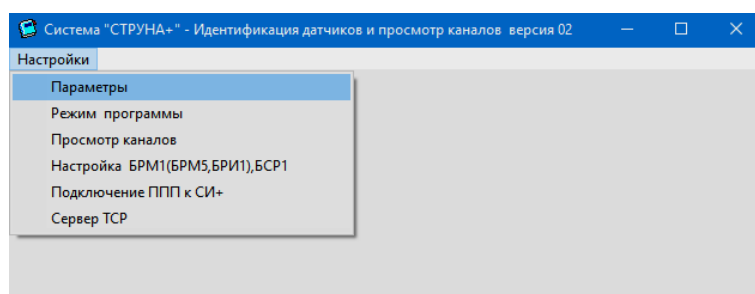 Система "СТРУНА+" - Идентификация датчиков и просмотр каналов версия 02
Настройки
Параметры
Режим программы
Просмотр каналов
Настройка БРМ1(БРМ5,БРИ1),БСР1
Подключение ППП к СИ+
Сервер TCP